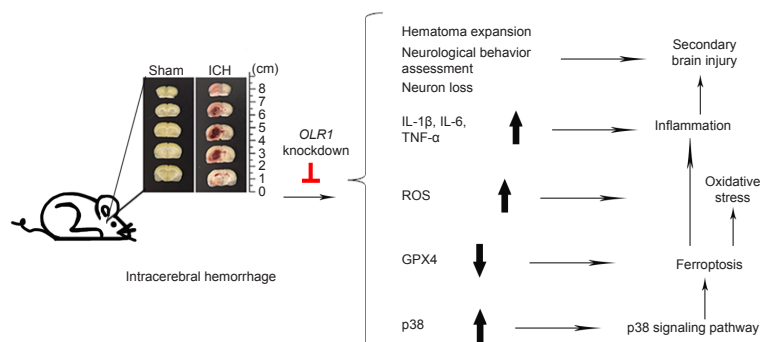 Sham
ICH
(cm)
8
7
6
5
4
3
2
1
0
OLR1
knockdown
Intracerebral hemorrhage
Hematoma expansion
Neurological behavior
assessment
Neuron loss
Secondary
brain injury
IL-1β, IL-6,
TNF-α
Inflammation
ROS
Oxidative
stress
GPX4
Ferroptosis
p38
p38 signaling pathway